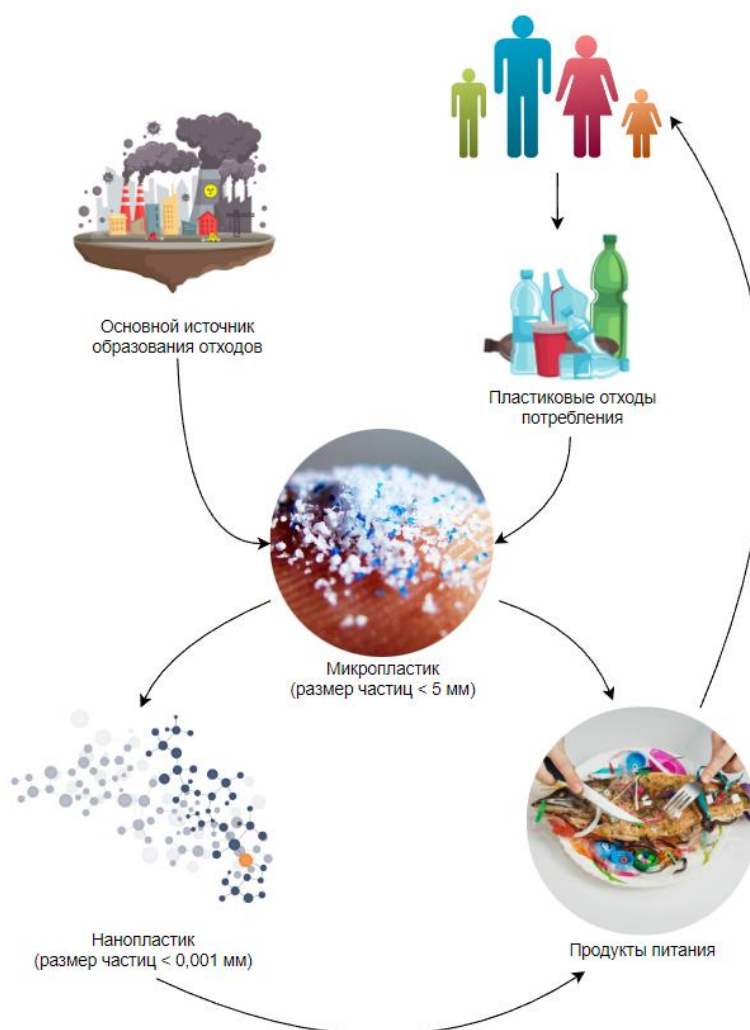 Основной источник
образования отходов
Пластиковые отходы
потребления
Микропластик
(размер частиц < 5 мм)
Нанопластик
(размер частиц < 0,001 мм)
Продукты питания